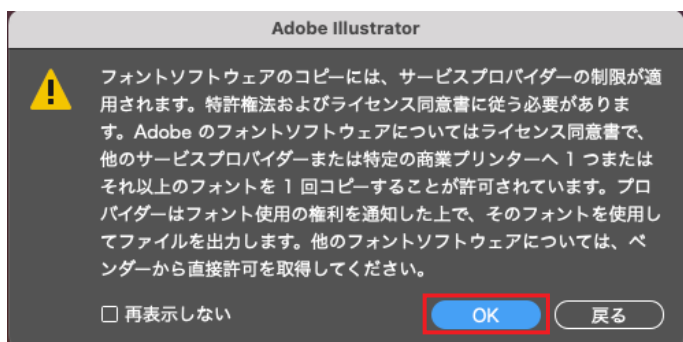 Adobe Illustrator
フォントソフトウェアのコピーには、サービスプロバイダーの制限が適
用されます。特許権法およびライセンス同意書に従う必要がありま
す。Adobe のフォントソフトウェアについてはライセンス同意書で、
他のサービスプロバイダーまたは特定の商業プリンターへ 1 つまたは
それ以上のフォントを 1 回コピーすることが許可されています。プロ
バイダーはフォント使用の権利を通知した上で、そのフォントを使用し
てファイルを出力します。他のフォントソフトウェアについては、ベ
ンダーから直接許可を取得してください。
再表示しない
OK
戻る